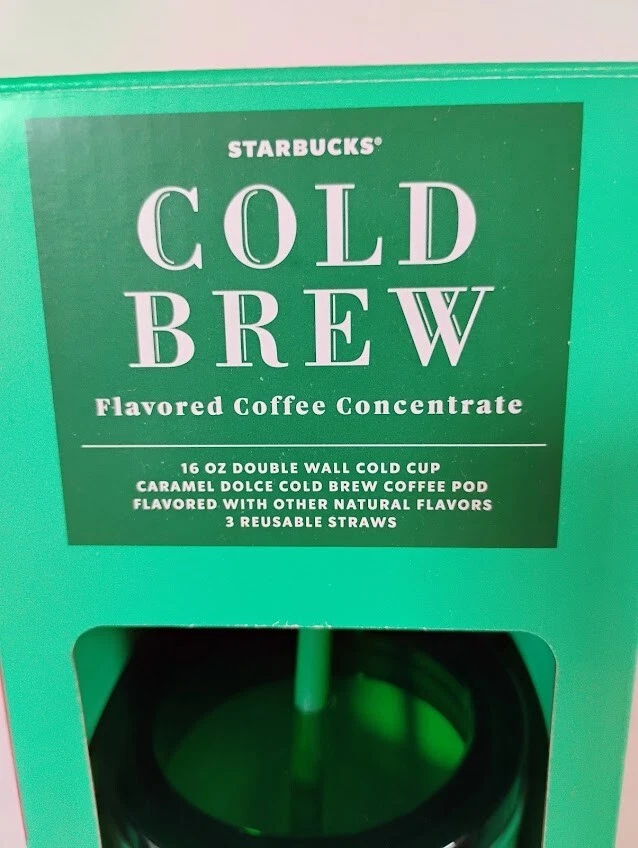 STARBUCKS®
COLD
BREW
Flavored Coffee Concentrate
16 OZ DOUBLE WALL COLD CUP
CARAMEL DOLCE COLD BREW COFFEE POD
FLAVORED WITH OTHER NATURAL FLAVORS
3 REUSABLE STRAWS